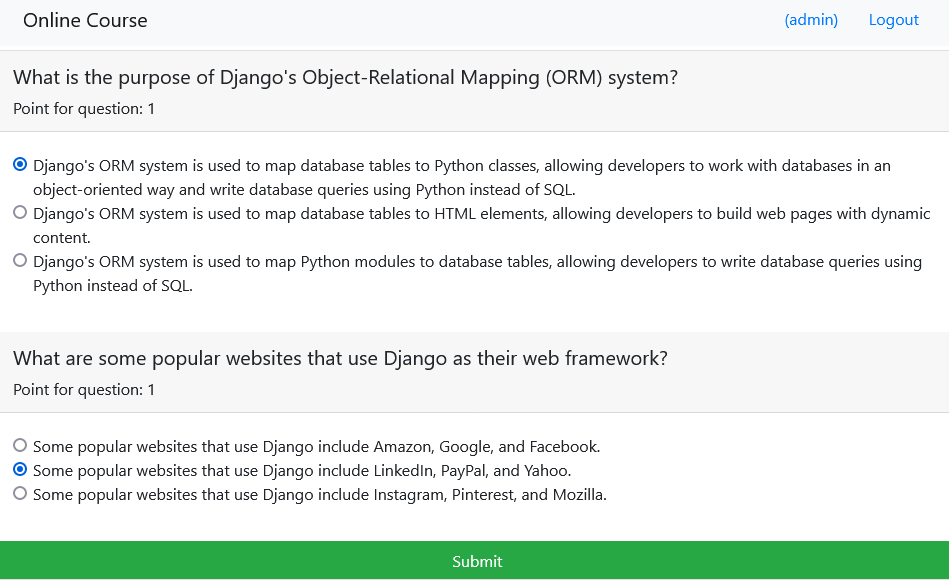 Online Course
(admin) Logout
What is the purpose of Django's Object-Relational Mapping (ORM) system?
Point for question: 1
Django's ORM system is used to map database tables to Python classes, allowing developers to work with databases in an
object-oriented way and write database queries using Python instead of SQL.
Django's ORM system is used to map database tables to HTML elements, allowing developers to build web pages with dynamic
content.
Django's ORM system is used to map Python modules to database tables, allowing developers to write database queries using
Python instead of SQL.
What are some popular websites that use Django as their web framework?
Point for question: 1
Some popular websites that use Django include Amazon, Google, and Facebook.
Some popular websites that use Django include LinkedIn, PayPal, and Yahoo.
Some popular websites that use Django include Instagram, Pinterest, and Mozilla.
Submit